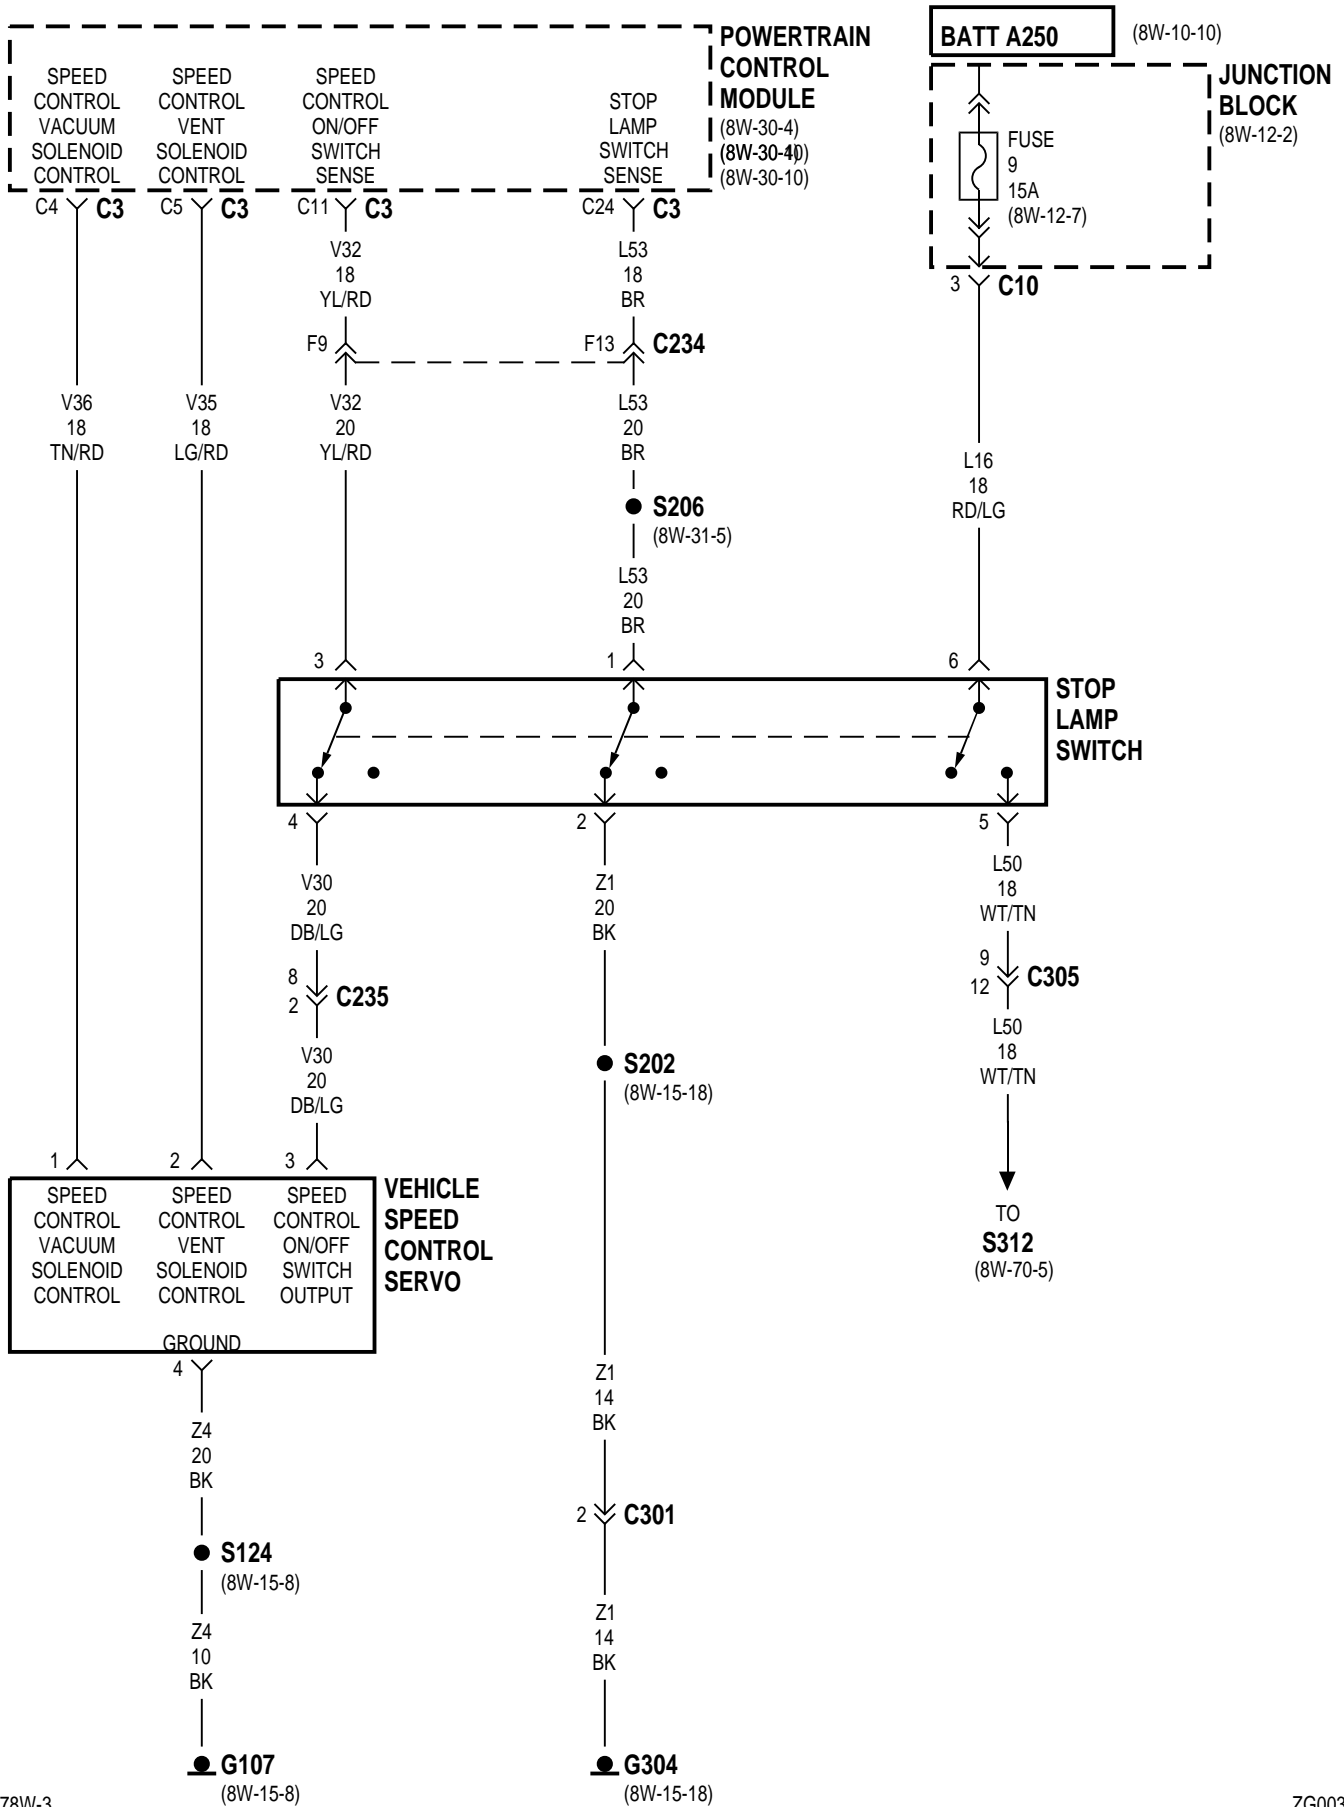 BATT A250
(8W-10-10)
POWERTRAIN
CONTROL
MODULE
(8W-30-4)
(8W-30-10)
JUNCTION
BLOCK
(8W-12-2)
SPEED
CONTROL
VACUUM
SOLENOID
CONTROL
SPEED
CONTROL
VENT
SOLENOID
CONTROL
SPEED
CONTROL
ON/OFF
SWITCH
SENSE
STOP
LAMP
SWITCH
SENSE
FUSE
9
15A
(8W-12-7)
C4 C3
C5 C3
C11 C3
C24 C3
3 C10
V32
18
YL/RD
L53
18
BR
F9
F13 C234
V36
18
TN/RD
V35
18
LG/RD
V32
20
YL/RD
L53
20
BR
L16
18
RD/LG
S206
(8W-31-5)
L53
20
BR
3
1
6
STOP
LAMP
SWITCH
4
2
5
V30
20
DB/LG
Z1
20
BK
L50
18
WT/TN
8
2
C235
9
12
C305
V30
20
DB/LG
S202
(8W-15-18)
L50
18
WT/TN
TO
S312
(8W-70-5)
1
2
3
VEHICLE
SPEED
CONTROL
SERVO
SPEED
CONTROL
VACUUM
SOLENOID
CONTROL
SPEED
CONTROL
VENT
SOLENOID
CONTROL
SPEED
CONTROL
ON/OFF
SWITCH
OUTPUT
GROUND
4
Z4
20
BK
Z1
14
BK
S124
(8W-15-8)
2 C301
Z4
10
BK
Z1
14
BK
G107
(8W-15-8)
G304
(8W-15-18)
78W-3
ZG003